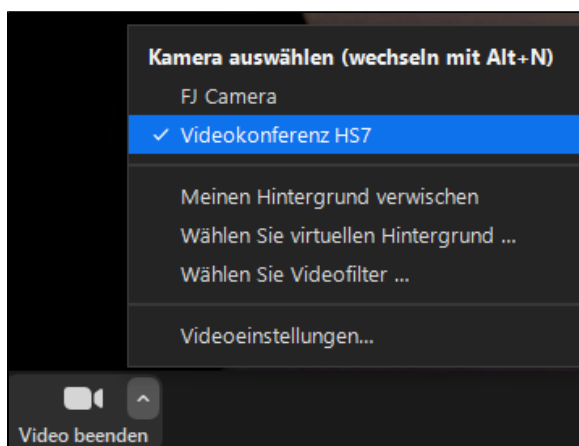 Kamera auswählen (wechseln mit Alt+N)
FJ Camera
Videokonferenz HS7
Meinen Hintergrund verwischen
Wählen Sie virtuellen Hintergrund ...
Wählen Sie Videofilter ...
Videoeinstellungen...
Video beenden